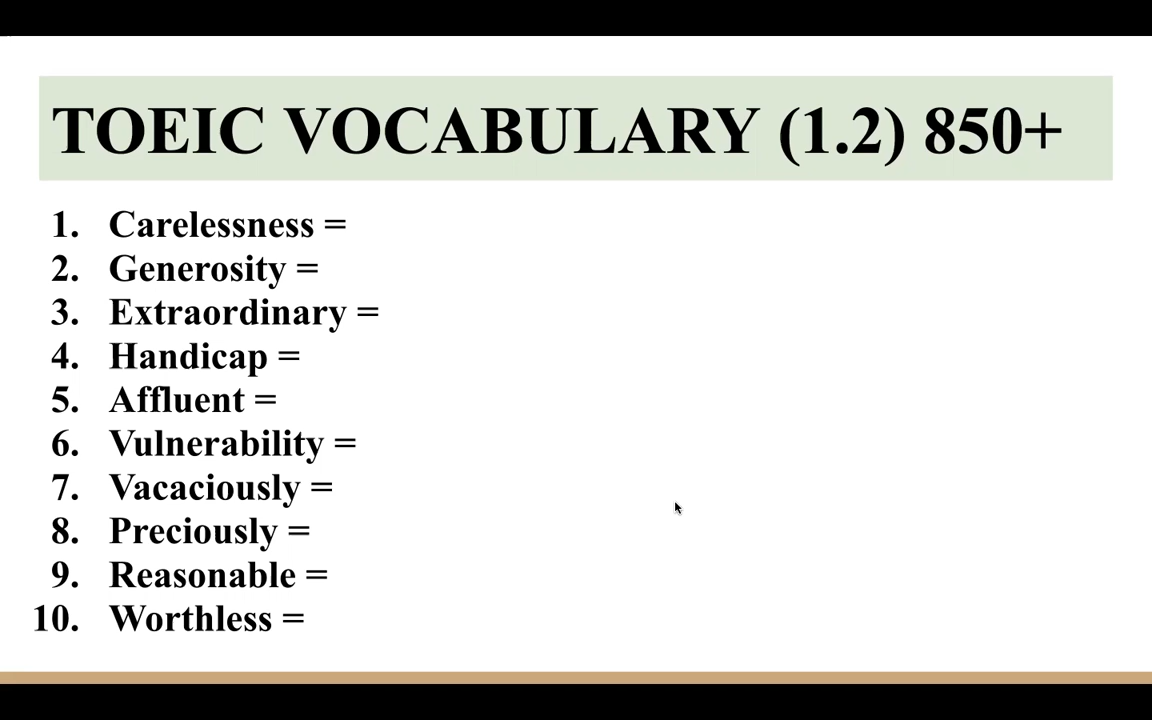 TOEIC VOCABULARY (1.2) 850+
1. Carelessness =
2. Generosity =
3. Extraordinary =
4. Handicap =
5. Affluent =
6. Vulnerability =
7. Vacaciously =
8. Preciously =
9. Reasonable =
10. Worthless =